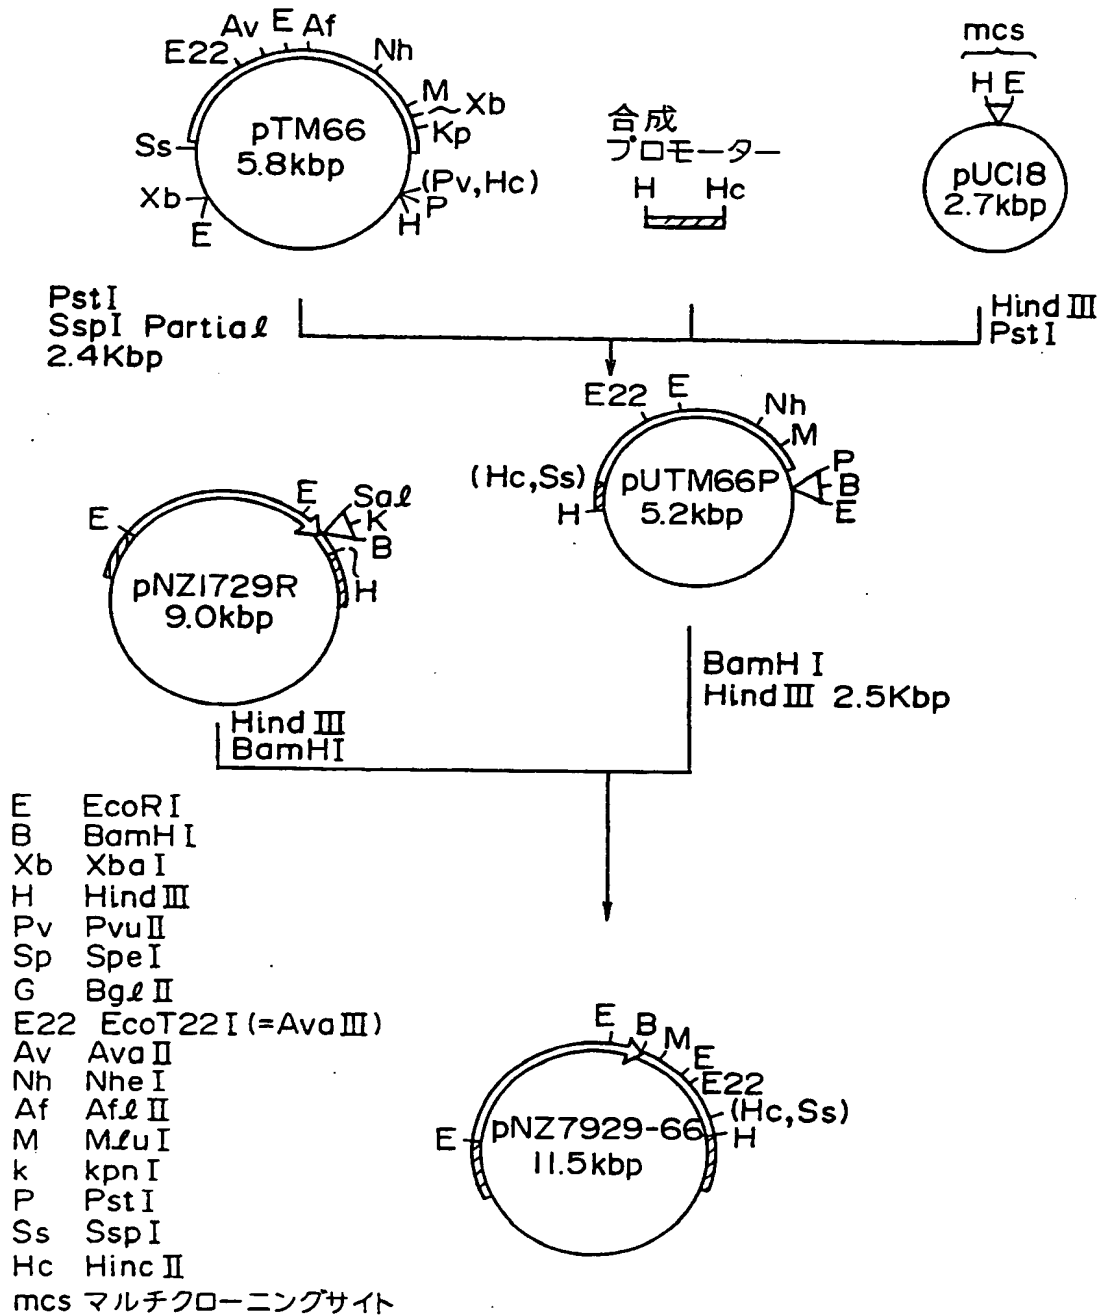 E22 Av E Af Nh M Xb Kp
pTM66
5.8kbp
Ss
Xb
E
(Pv,Hc)
P
H
合成
プロモーター
H Hc
mcs
H E
pUC18
2.7kbp
PstI
SspI Partial
2.4Kbp
HindⅢ
PstI
E22 E Nh M
(Hc,Ss)
H
pUTM66P
5.2kbp
P
B
E
E E Sal
K
B
H
pNZ1729R
9.0kbp
HindⅢ
BamHI
BamHI
HindⅢ 2.5Kbp
E EcoRI
B BamHI
Xb XbaI
H HindⅢ
Pv PvuⅡ
Sp SpeI
G BglⅡ
E22 EcoT22I (=AvaⅢ)
Av AvaⅡ
Nh NheI
Af AflⅡ
M MluI
k kpnI
P PstI
Ss SspI
Hc HincⅡ
mcs マルチクローニングサイト
E B M E E22
(Hc,Ss)
H
E
pNZ7929-66
11.5kbp